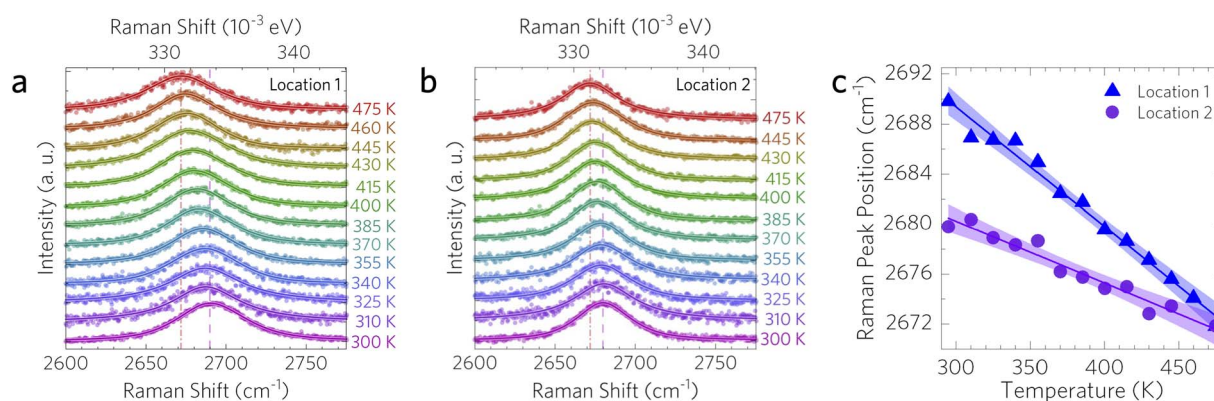 Raman Shift (10⁻³ eV)
330 340
a
Location 1
475 K
460 K
445 K
430 K
415 K
400 K
385 K
370 K
355 K
340 K
325 K
310 K
300 K
Intensity (a. u.)
2600 2650 2700 2750
Raman Shift (cm⁻¹)
Raman Shift (10⁻³ eV)
330 340
b
Location 2
475 K
445 K
430 K
415 K
400 K
385 K
370 K
355 K
340 K
325 K
310 K
300 K
Intensity (a. u.)
2600 2650 2700 2750
Raman Shift (cm⁻¹)
c
Raman Peak Position (cm⁻¹)
2692
2688
2684
2680
2676
2672
Location 1
Location 2
300 350 400 450
Temperature (K)